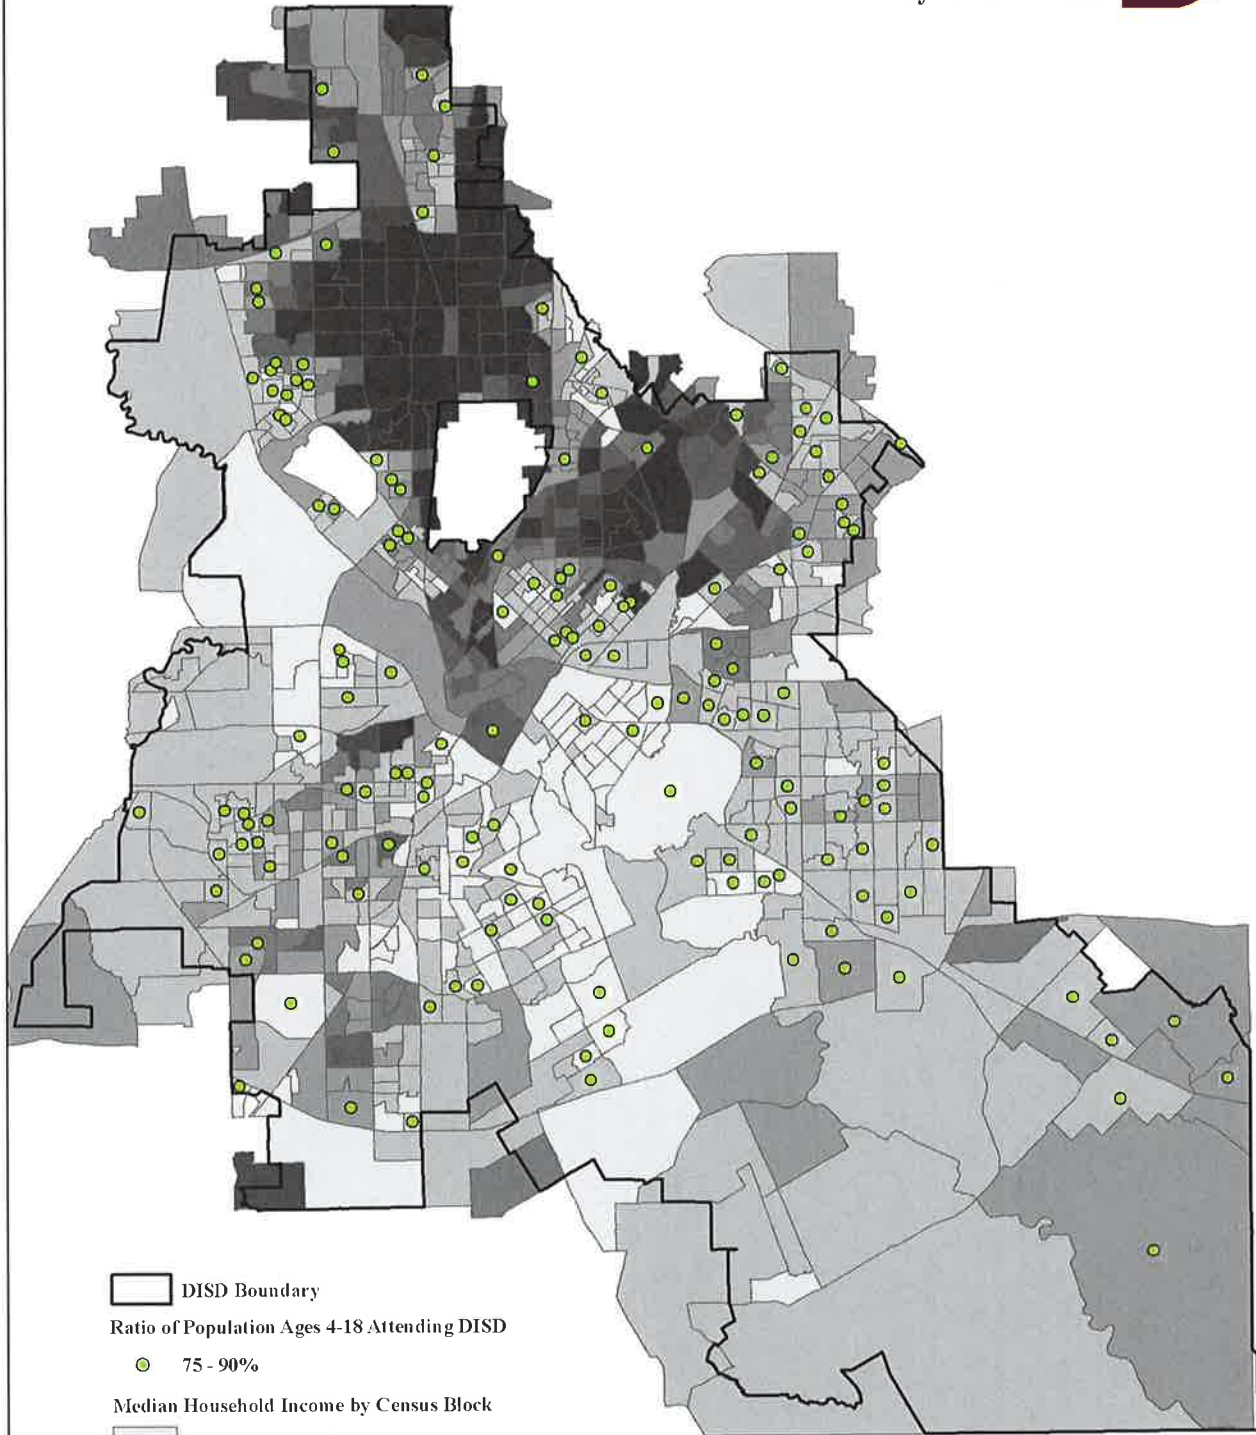 DISD Boundary
Ratio of Population Ages 4-18 Attending DISD
75 - 90%
Median Household Income by Census Block